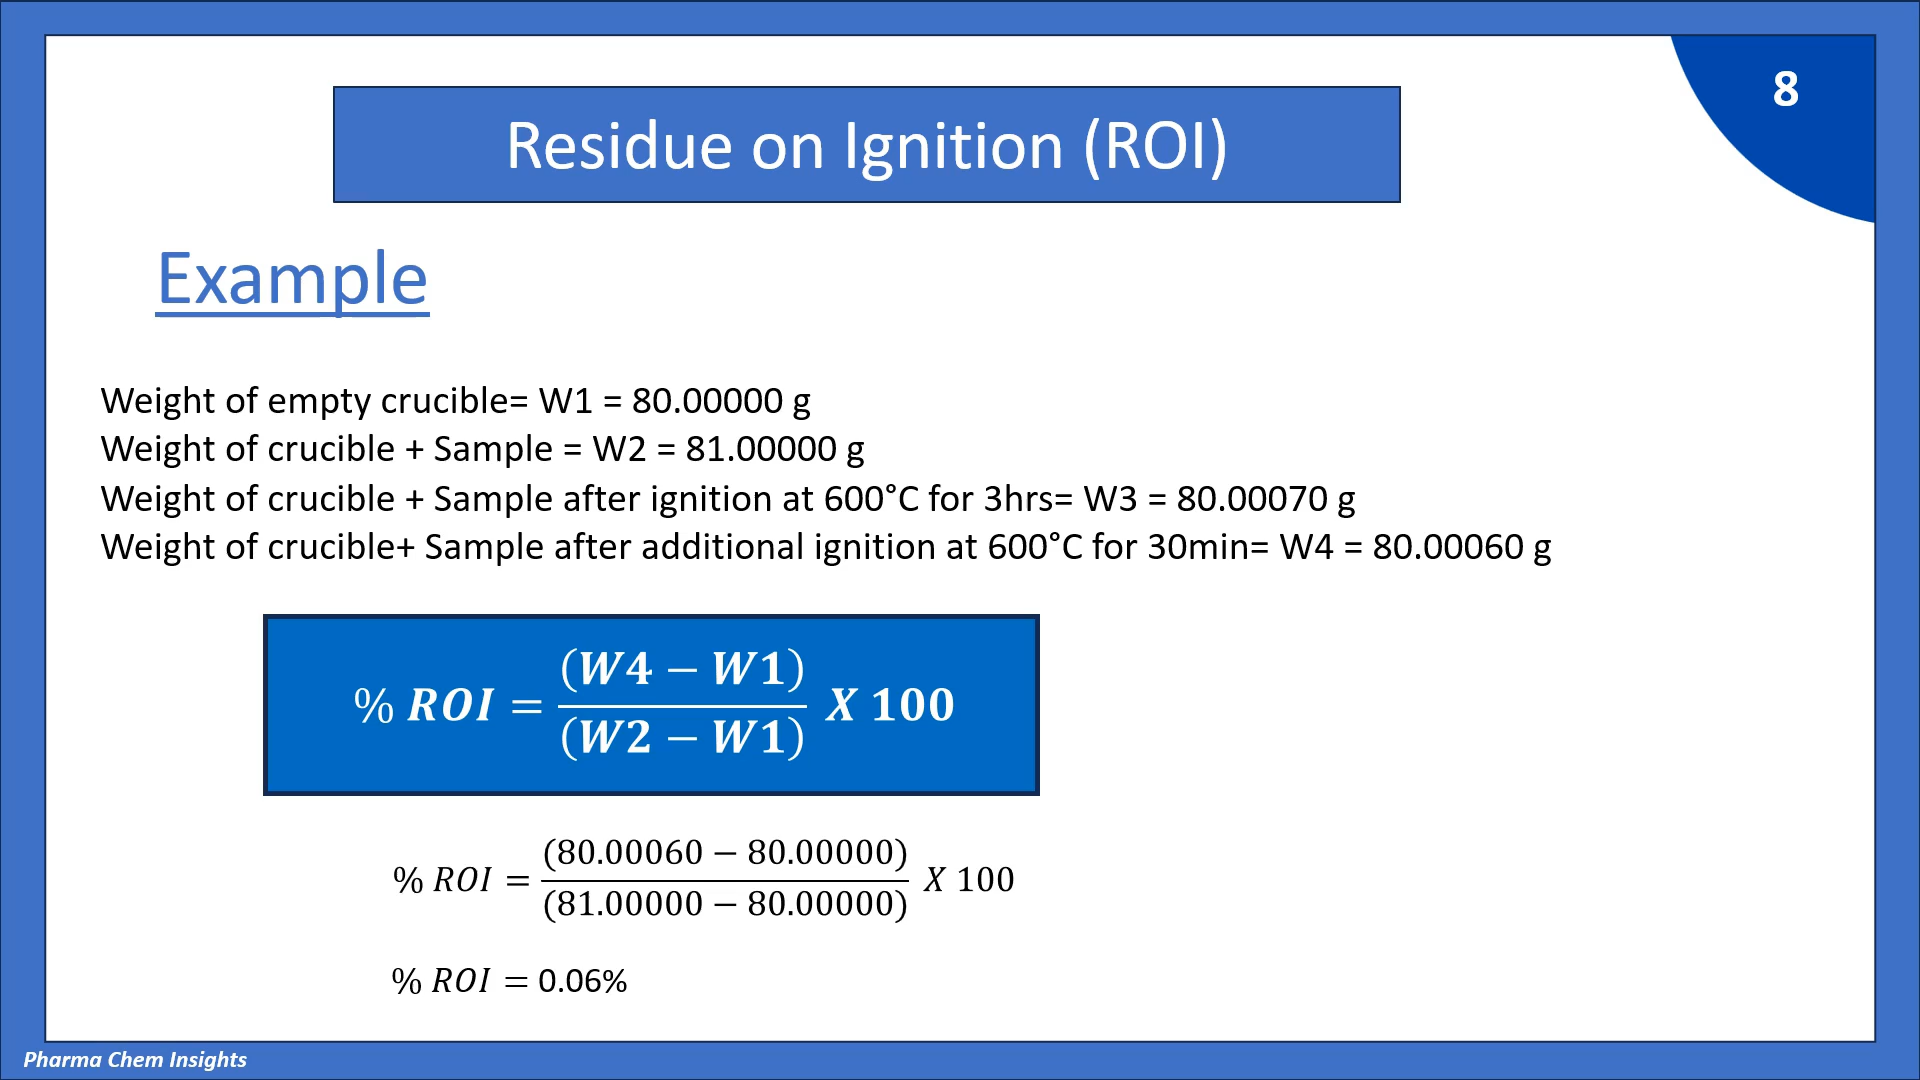 8
Residue on Ignition (ROI)
Example
Weight of empty crucible= W1 = 80.00000 g
Weight of crucible + Sample = W2 = 81.00000 g
Weight of crucible + Sample after ignition at 600°C for 3hrs= W3 = 80.00070 g
Weight of crucible+ Sample after additional ignition at 600°C for 30min= W4 = 80.00060 g
% ROI = (W4 − W1) / (W2 − W1) X 100
% ROI = (80.00060 − 80.00000) / (81.00000 − 80.00000) X 100
% ROI = 0.06%
Pharma Chem Insights